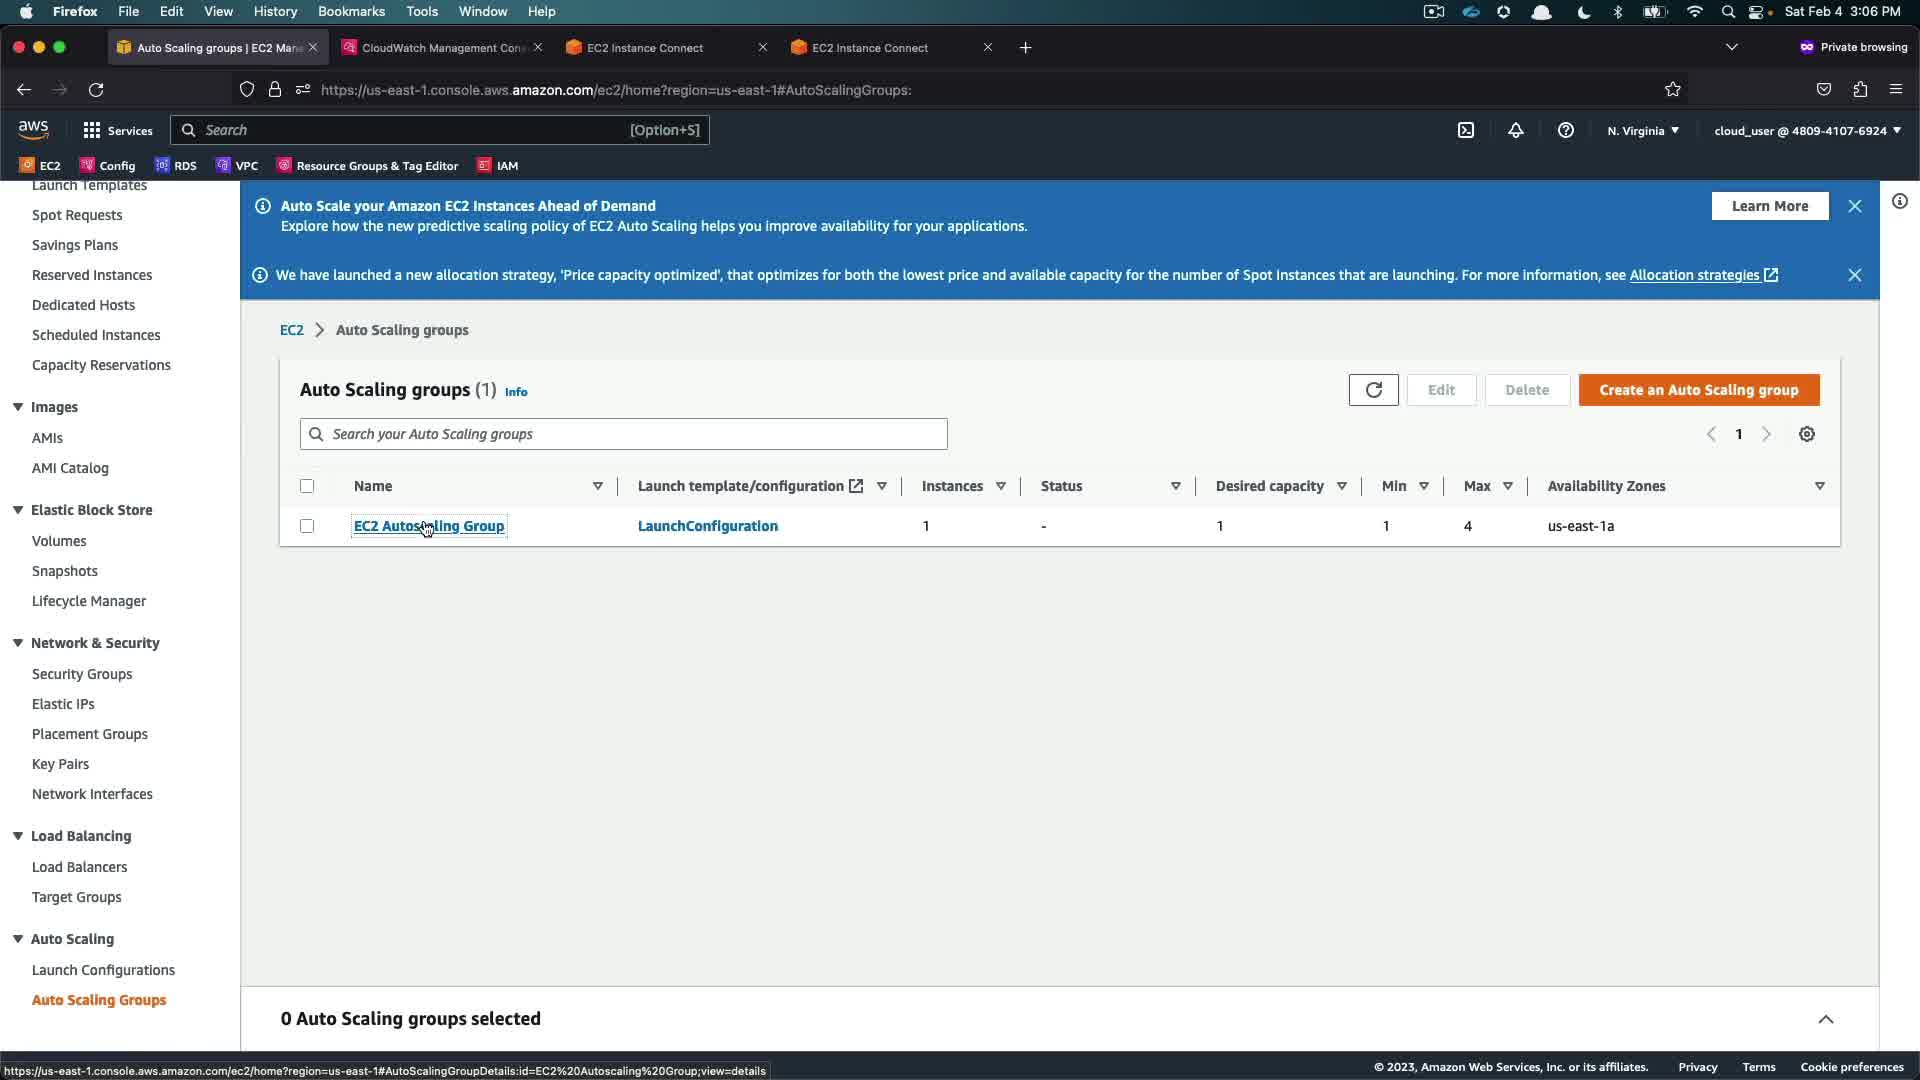 Firefox File Edit View History Bookmarks Tools Window Help Sat Feb 4 3:06 PM
Auto Scaling groups | EC2 Mana CloudWatch Management Con EC2 Instance Connect EC2 Instance Connect Private browsing
https://us-east-1.console.aws.amazon.com/ec2/home?region=us-east-1#AutoScalingGroups:
aws Services Search [Option+S] N. Virginia cloud_user @ 4809-4107-6924
EC2 Config RDS VPC Resource Groups & Tag Editor IAM
Launch Templates
Spot Requests
Savings Plans
Reserved Instances
Dedicated Hosts
Scheduled Instances
Capacity Reservations
Images
AMIs
AMI Catalog
Elastic Block Store
Volumes
Snapshots
Lifecycle Manager
Network & Security
Security Groups
Elastic IPs
Placement Groups
Key Pairs
Network Interfaces
Load Balancing
Load Balancers
Target Groups
Auto Scaling
Launch Configurations
Auto Scaling Groups
Auto Scale your Amazon EC2 Instances Ahead of Demand
Explore how the new predictive scaling policy of EC2 Auto Scaling helps you improve availability for your applications.
Learn More
We have launched a new allocation strategy, 'Price capacity optimized', that optimizes for both the lowest price and available capacity for the number of Spot Instances that are launching. For more information, see Allocation strategies
EC2 > Auto Scaling groups
Auto Scaling groups (1) Info
Edit Delete Create an Auto Scaling group
Search your Auto Scaling groups
1
Name Launch template/configuration Instances Status Desired capacity Min Max Availability Zones
EC2 Autoscaling Group LaunchConfiguration 1 - 1 1 4 us-east-1a
0 Auto Scaling groups selected
https://us-east-1.console.aws.amazon.com/ec2/home?region=us-east-1#AutoScalingGroupDetails:id=EC2%20Autoscaling%20Group;view=details
© 2023, Amazon Web Services, Inc. or its affiliates. Privacy Terms Cookie preferences